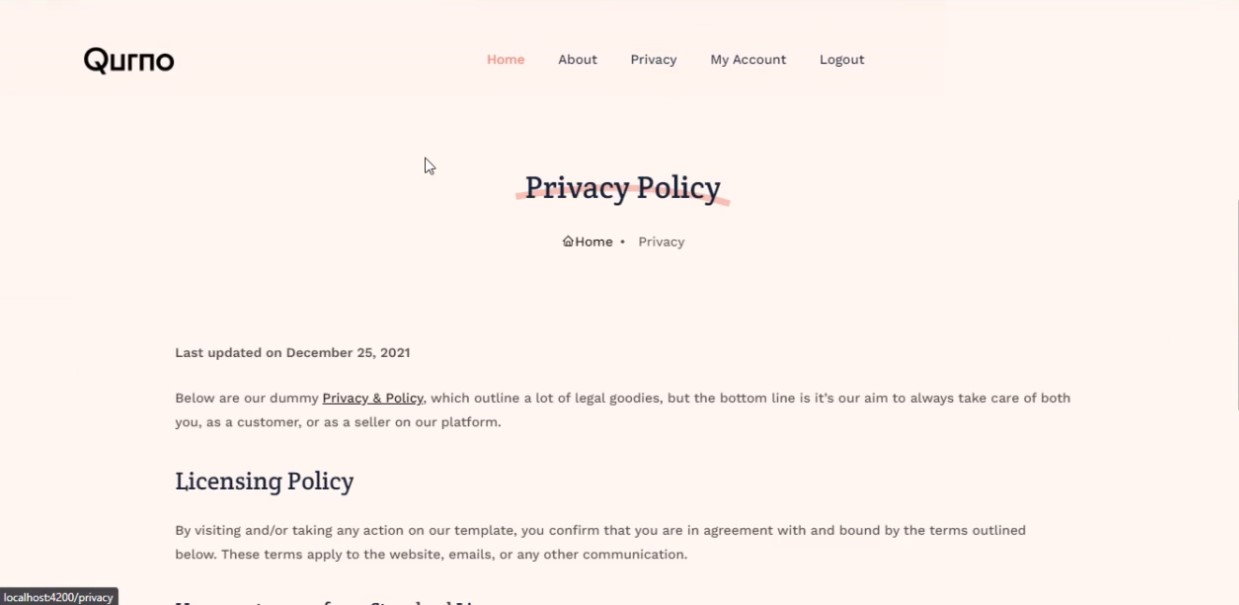 Qurno
Home About Privacy My Account Logout
Privacy Policy
Home • Privacy
Last updated on December 25, 2021
Below are our dummy Privacy & Policy, which outline a lot of legal goodies, but the bottom line is it's our aim to always take care of both
you, as a customer, or as a seller on our platform.
Licensing Policy
By visiting and/or taking any action on our template, you confirm that you are in agreement with and bound by the terms outlined
below. These terms apply to the website, emails, or any other communication.
localhost:4200/privacy